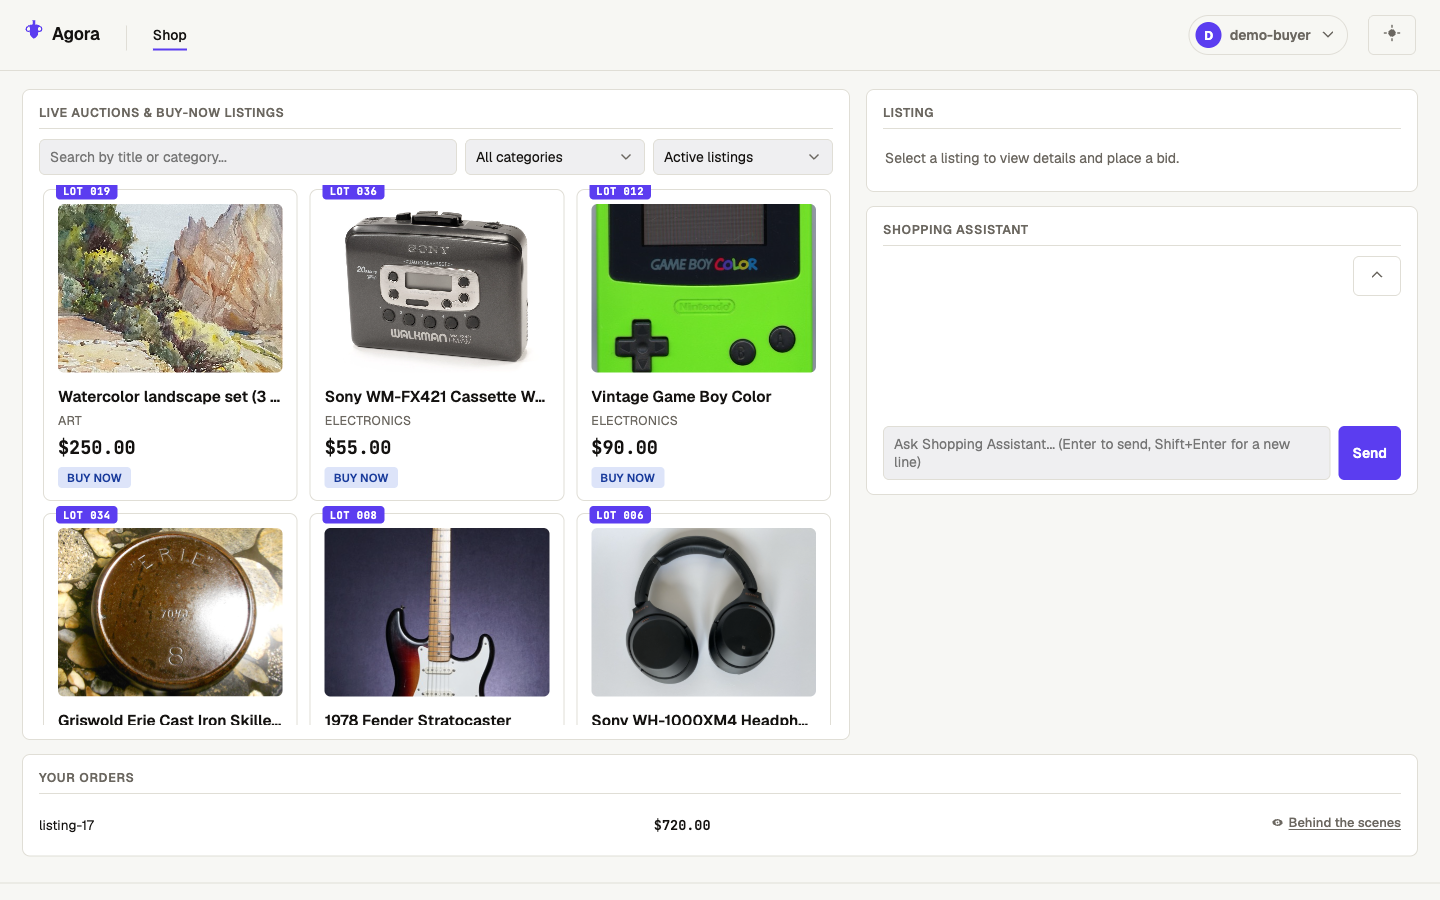 Agora
Shop
D
demo-buyer
LIVE AUCTIONS & BUY-NOW LISTINGS
Search by title or category...
All categories
Active listings
LOT 019
Watercolor landscape set (3 ...
ART
$250.00
BUY NOW
LOT 036
SONY
WALKMAN
Sony WM-FX421 Cassette W...
ELECTRONICS
$55.00
BUY NOW
LOT 012
GAME BOY COLOR
Nintendo
Vintage Game Boy Color
ELECTRONICS
$90.00
BUY NOW
LOT 034
"ERIE"
8
Griswold Erie Cast Iron Skille...
LOT 008
1978 Fender Stratocaster
LOT 006
Sony WH-1000XM4 Headph...
LISTING
Select a listing to view details and place a bid.
SHOPPING ASSISTANT
Ask Shopping Assistant... (Enter to send, Shift+Enter for a new
line)
Send
YOUR ORDERS
listing-17
$720.00
Behind the scenes